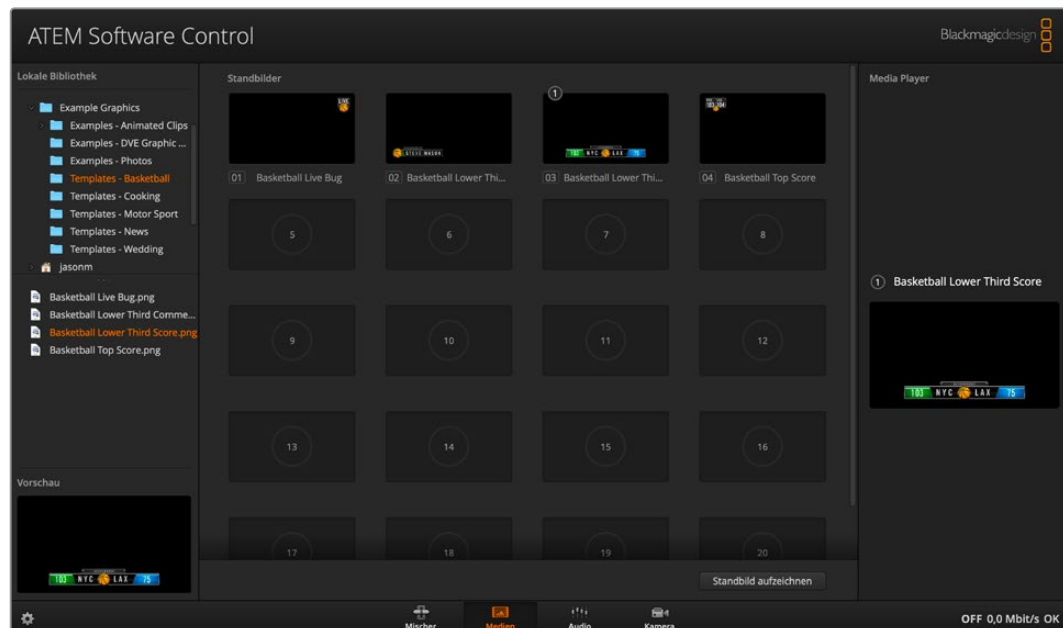 ATEM Software Control
Blackmagicdesign
Lokale Bibliothek
Example Graphics
Examples - Animated Clips
Examples - DVE Graphic ...
Examples - Photos
Templates - Basketball
Templates - Cooking
Templates - Motor Sport
Templates - News
Templates - Wedding
jasonm
Basketball Live Bug.png
Basketball Lower Third Comme...
Basketball Lower Third Score.png
Basketball Top Score.png
Vorschau
103 NYC LAX 75
Standbilder
LIVE
STEVE MASON
1
103 NYC LAX 75
103 104
01 Basketball Live Bug
02 Basketball Lower Thi...
03 Basketball Lower Thi...
04 Basketball Top Score
5
6
7
8
9
10
11
12
13
14
15
16
17
18
19
20
Standbild aufzeichnen
Media Player
1 Basketball Lower Third Score
103 NYC LAX 75
Mischer
Medien
Audio
Kamera
OFF 0,0 Mbit/s OK